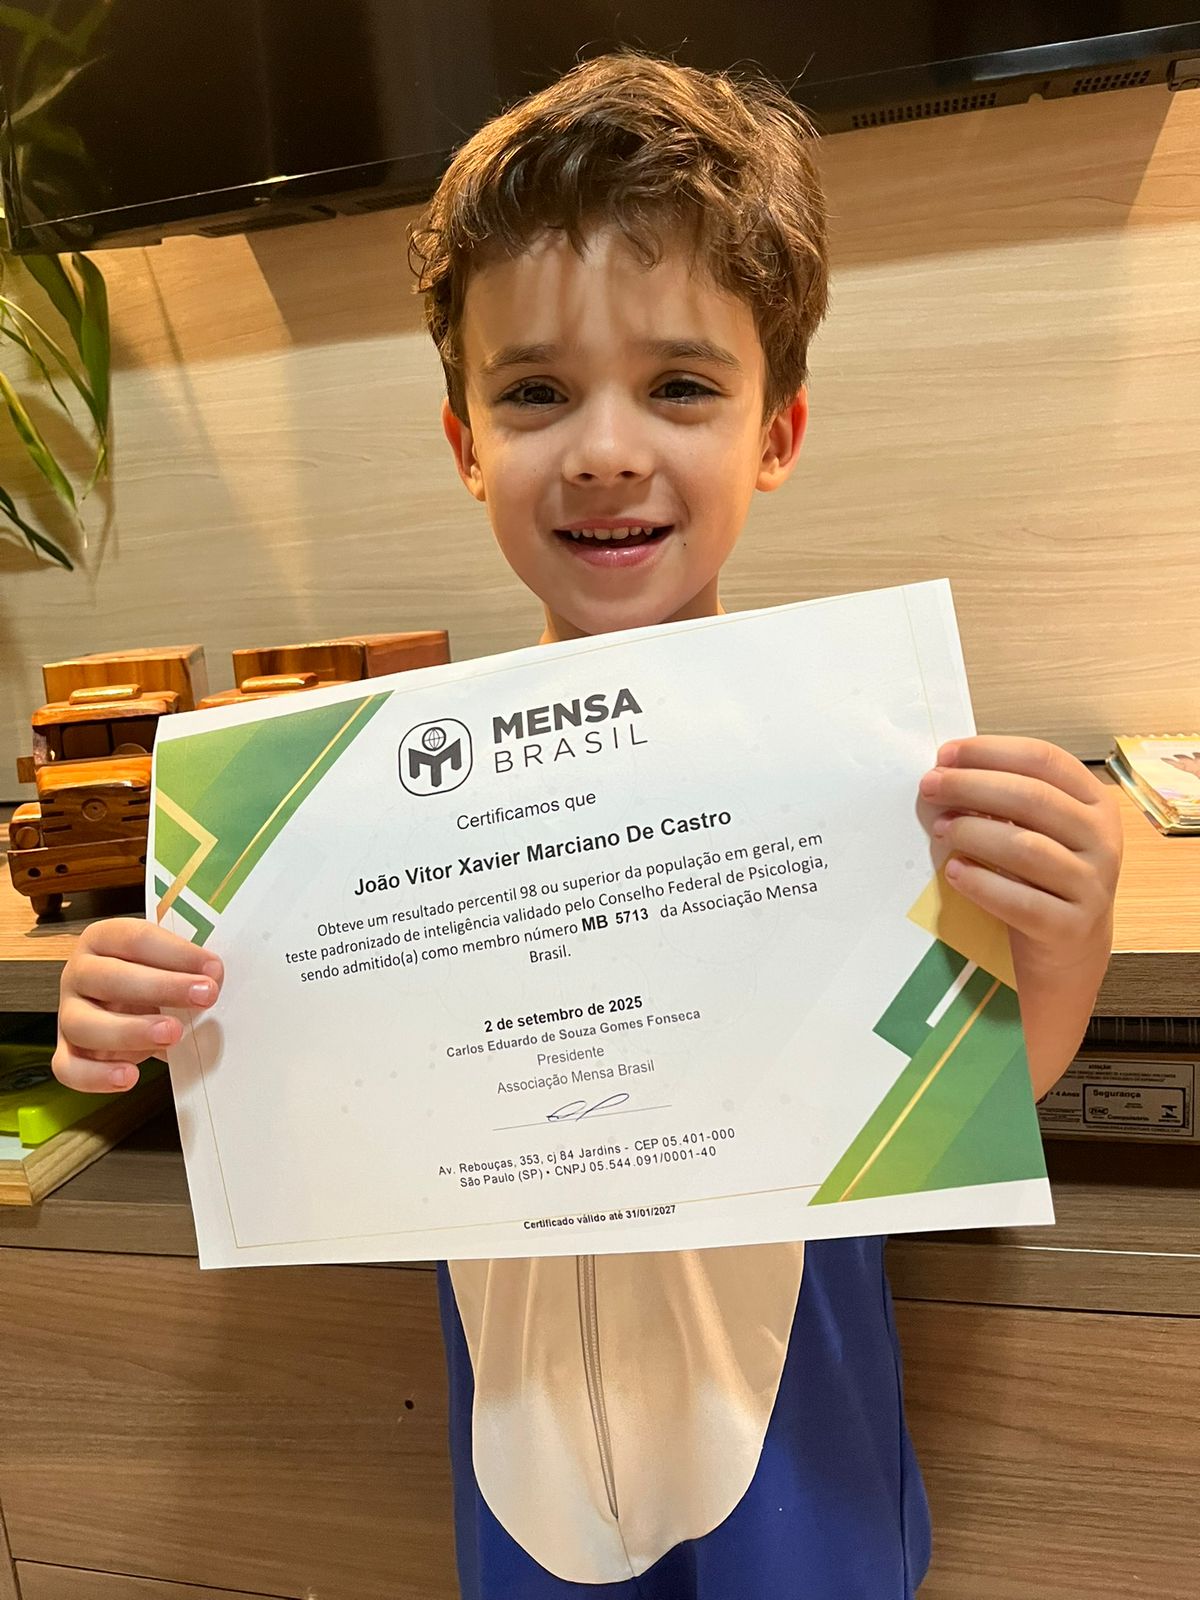 MENSA
BRASIL
Certificamos que
João Vitor Xavier Marciano De Castro
Obteve um resultado percentil 98 ou superior da população em geral, em
teste padronizado de inteligência validado pelo Conselho Federal de Psicologia,
sendo admitido(a) como membro número MB 5713 da Associação Mensa
Brasil.
2 de setembro de 2025
Carlos Eduardo de Souza Gomes Fonseca
Presidente
Associação Mensa Brasil
Av. Rebouças, 353, cj 84 Jardins - CEP 05.401-000
São Paulo (SP) • CNPJ 05.544.091/0001-40
Certificado válido até 31/01/2027
+ 4 Anos
Segurança
Compulsório